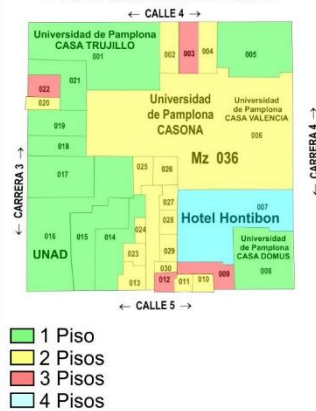 ← CALLE 4 →
Universidad de Pamplona
CASA TRUJILLO
001
002
003
004
005
021
022
020
Universidad
de Pamplona
CASONA
Universidad
de Pamplona
CASA VALENCIA
006
Mz 036
019
018
017
← CARRERA 3 →
← CARRERA 4 →
025
026
027
028
029
030
024
023
013
016
015
014
UNAD
007
Hotel Hontibon
Universidad
de Pamplona
CASA DOMUS
008
012
011
010
009
← CALLE 5 →
1 Piso
2 Pisos
3 Pisos
4 Pisos